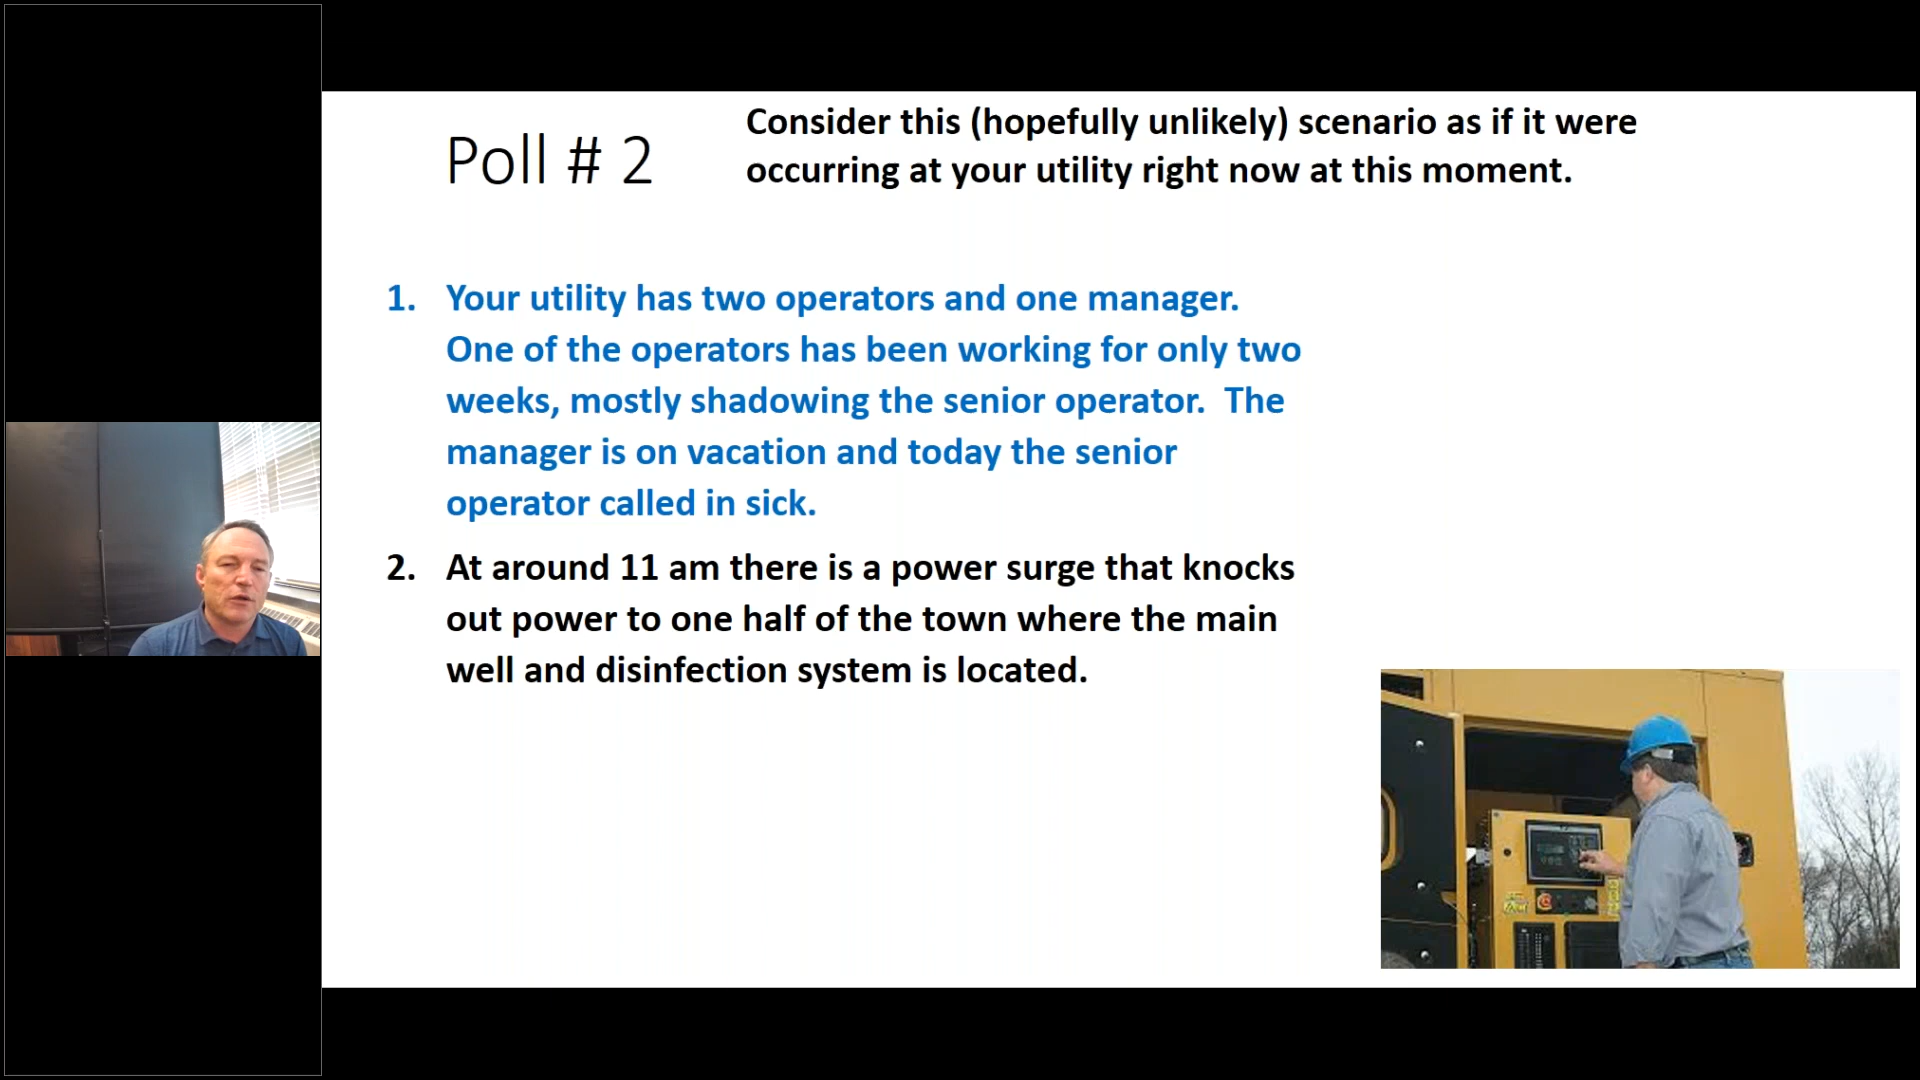 Poll # 2
Consider this (hopefully unlikely) scenario as if it were
occurring at your utility right now at this moment.
1. Your utility has two operators and one manager.
One of the operators has been working for only two
weeks, mostly shadowing the senior operator.  The
manager is on vacation and today the senior
operator called in sick.
2. At around 11 am there is a power surge that knocks
out power to one half of the town where the main
well and disinfection system is located.